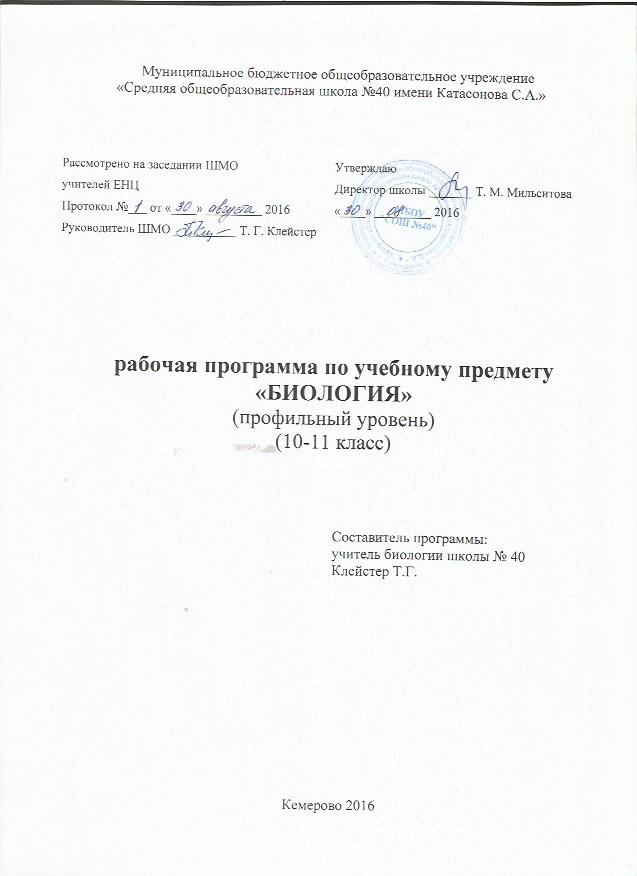 Муниципальное бюджетное общеобразовательное учреждение
«Средняя общеобразовательная школа №40 имени Катасонова С.А.»
Рассмотрено на заседании ШМО
учителей ЕНЦ
Протокол № 1 от « 30 » августа 2016
Руководитель ШМО Т. Г. Клейстер
Утверждаю
Директор школы Т. М. Мильситова
« 30 » 08 2016
СОШ №40"
рабочая программа по учебному предмету
«БИОЛОГИЯ»
(профильный уровень)
(10-11 класс)
Составитель программы:
учитель биологии школы № 40
Клейстер Т.Г.
Кемерово 2016